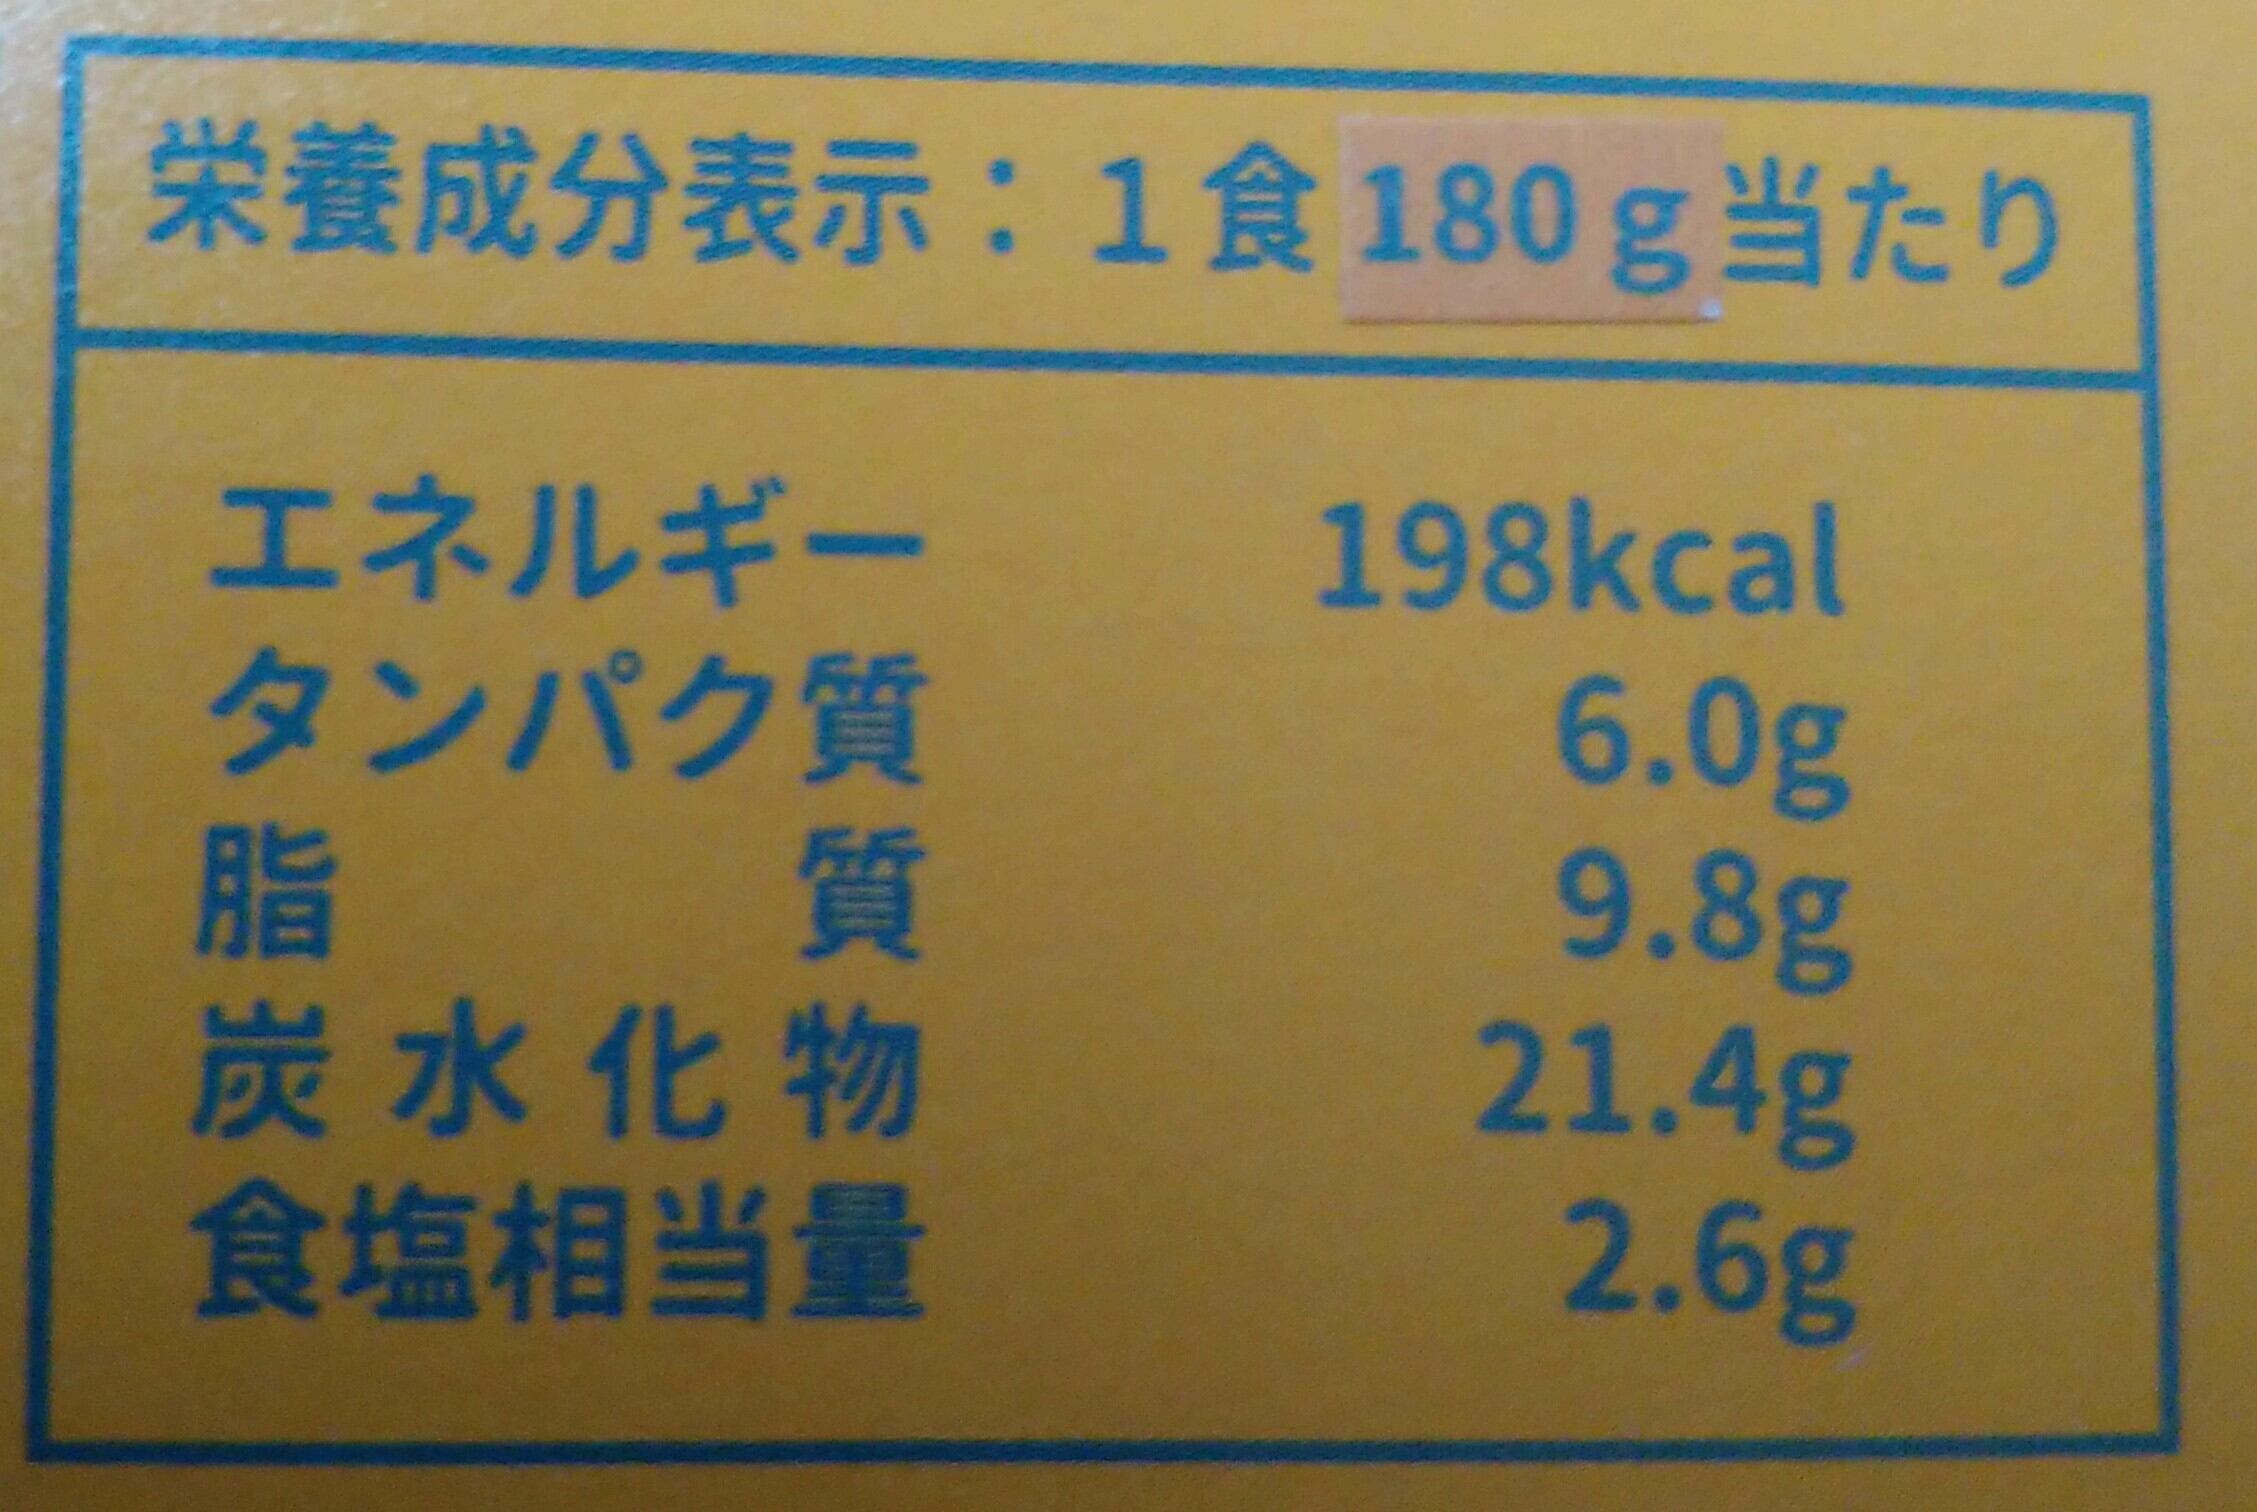 栄養成分表示：1食180g当たり
エネルギー 198kcal
タンパク質 6.0g
脂質 9.8g
炭水化物 21.4g
食塩相当量 2.6g